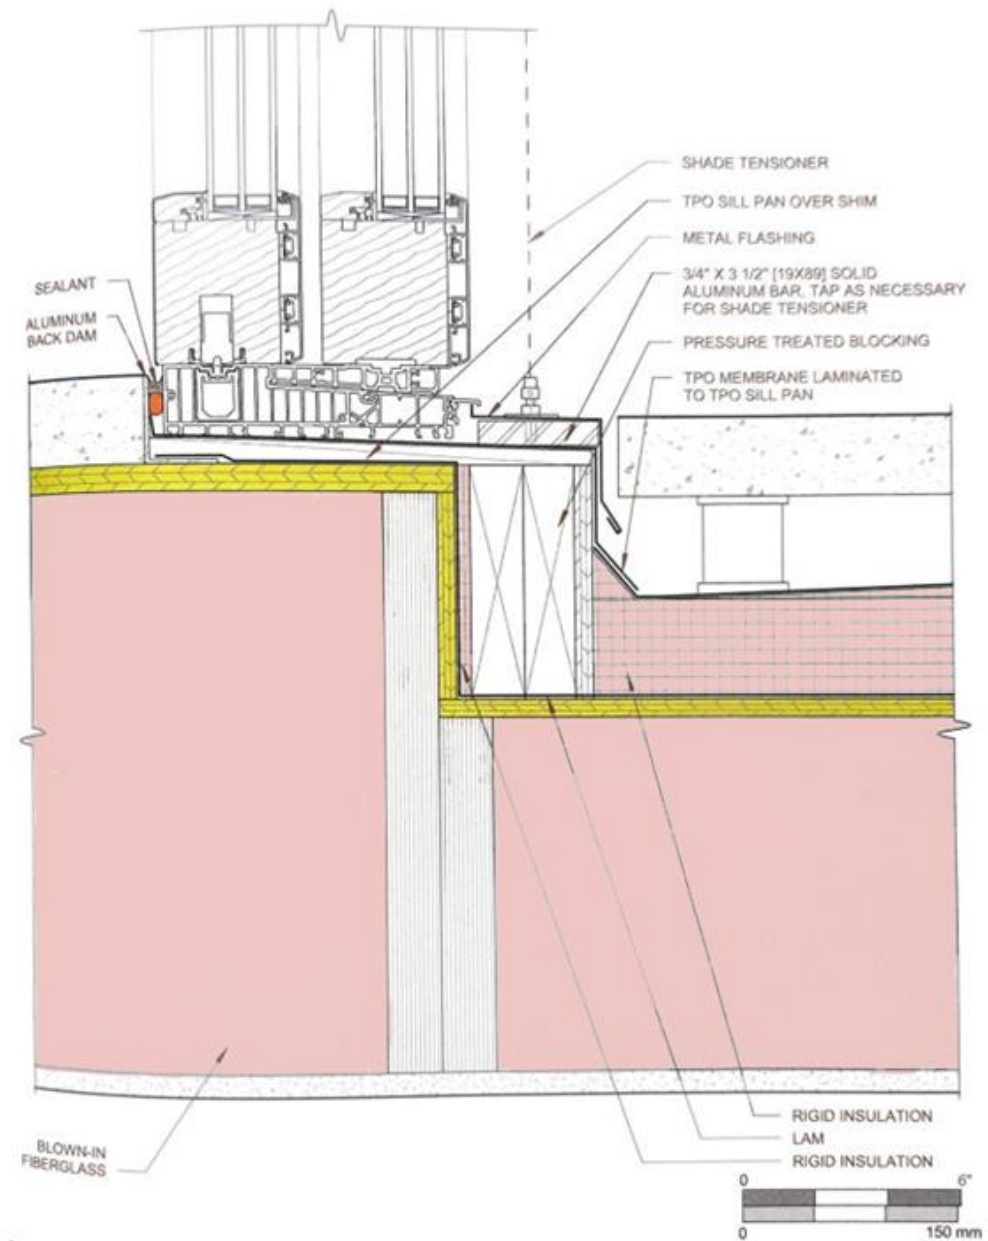 SHADE TENSIONER
TPO SILL PAN OVER SHIM
METAL FLASHING
3/4" X 3 1/2" [19X89] SOLID
ALUMINUM BAR, TAP AS NECESSARY
FOR SHADE TENSIONER
PRESSURE TREATED BLOCKING
TPO MEMBRANE LAMINATED
TO TPO SILL PAN
SEALANT
ALUMINUM
BACK DAM
RIGID INSULATION
LAM
RIGID INSULATION
BLOWN-IN
FIBERGLASS
0 6"
0 150 mm